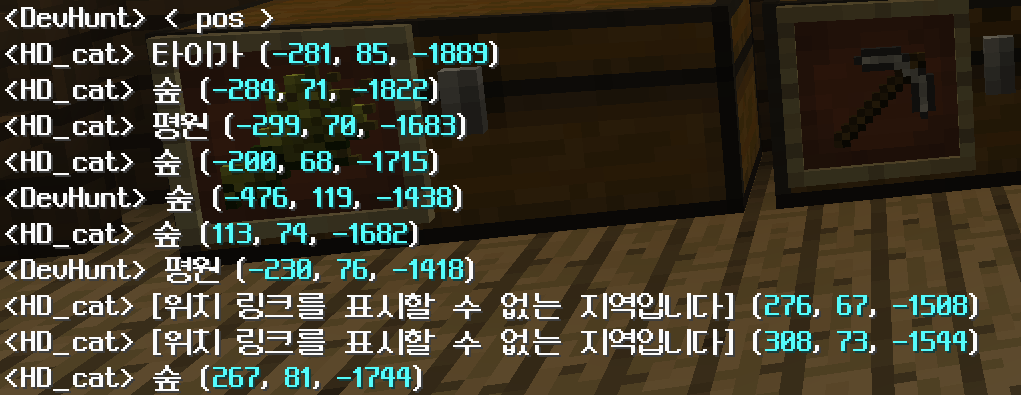 <DevHunt> < pos >
<HD_cat> 타이가 (-281, 85, -1889)
<HD_cat> 숲 (-284, 71, -1822)
<HD_cat> 평원 (-299, 70, -1683)
<HD_cat> 숲 (-200, 68, -1715)
<DevHunt> 숲 (-476, 119, -1438)
<HD_cat> 숲 (113, 74, -1682)
<DevHunt> 평원 (-230, 76, -1418)
<HD_cat> [위치 링크를 표시할 수 없는 지역입니다] (276, 67, -1508)
<HD_cat> [위치 링크를 표시할 수 없는 지역입니다] (308, 73, -1544)
<HD_cat> 숲 (267, 81, -1744)